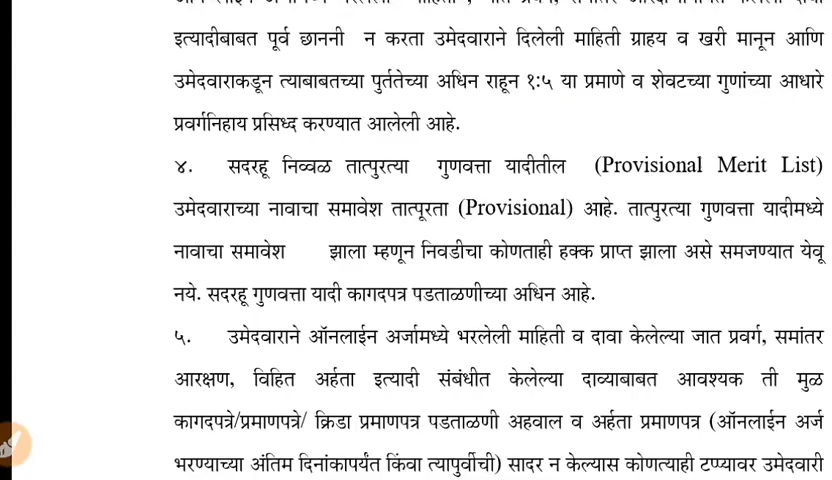 इत्यादीबाबत पूर्व छाननी न करता उमेदवाराने दिलेली माहिती ग्राहय व खरी मानून आणि
उमेदवाराकडून त्याबाबतच्या पुर्ततेच्या अधिन राहून १:५ या प्रमाणे व शेवटच्या गुणांच्या आधारे
प्रवर्गनिहाय प्रसिध्द करण्यात आलेली आहे.
४. सदरहू निव्वळ तात्पुरत्या गुणवत्ता यादीतील (Provisional Merit List)
उमेदवाराच्या नावाचा समावेश तात्पूरता (Provisional) आहे. तात्पुरत्या गुणवत्ता यादीमध्ये
नावाचा समावेश झाला म्हणून निवडीचा कोणताही हक्क प्राप्त झाला असे समजण्यात येवू
नये. सदरहू गुणवत्ता यादी कागदपत्र पडताळणीच्या अधिन आहे.
५. उमेदवाराने ऑनलाईन अर्जामध्ये भरलेली माहिती व दावा केलेल्या जात प्रवर्ग, समांतर
आरक्षण, विहित अर्हता इत्यादी संबंधीत केलेल्या दाव्याबाबत आवश्यक ती मुळ
कागदपत्रे/प्रमाणपत्रे/ क्रिडा प्रमाणपत्र पडताळणी अहवाल व अर्हता प्रमाणपत्र (ऑनलाईन अर्ज
भरण्याच्या अंतिम दिनांकापर्यंत किंवा त्यापुर्वीची) सादर न केल्यास कोणत्याही टप्प्यावर उमेदवारी